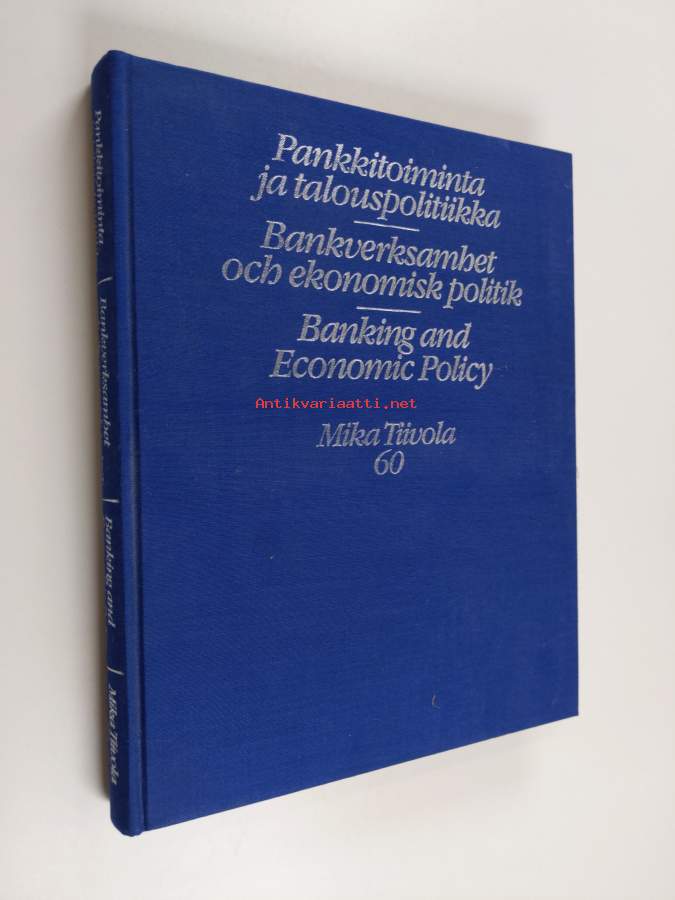 Pankkitoiminta
ja talouspolitiikka
Bankverksamhet
och ekonomisk politik
Banking and
Economic Policy
Antikvariaatti.net
Mika Tiivola
60
Pankkitoiminta...
Bankverksamhet
Banking and
Mika Tiivola